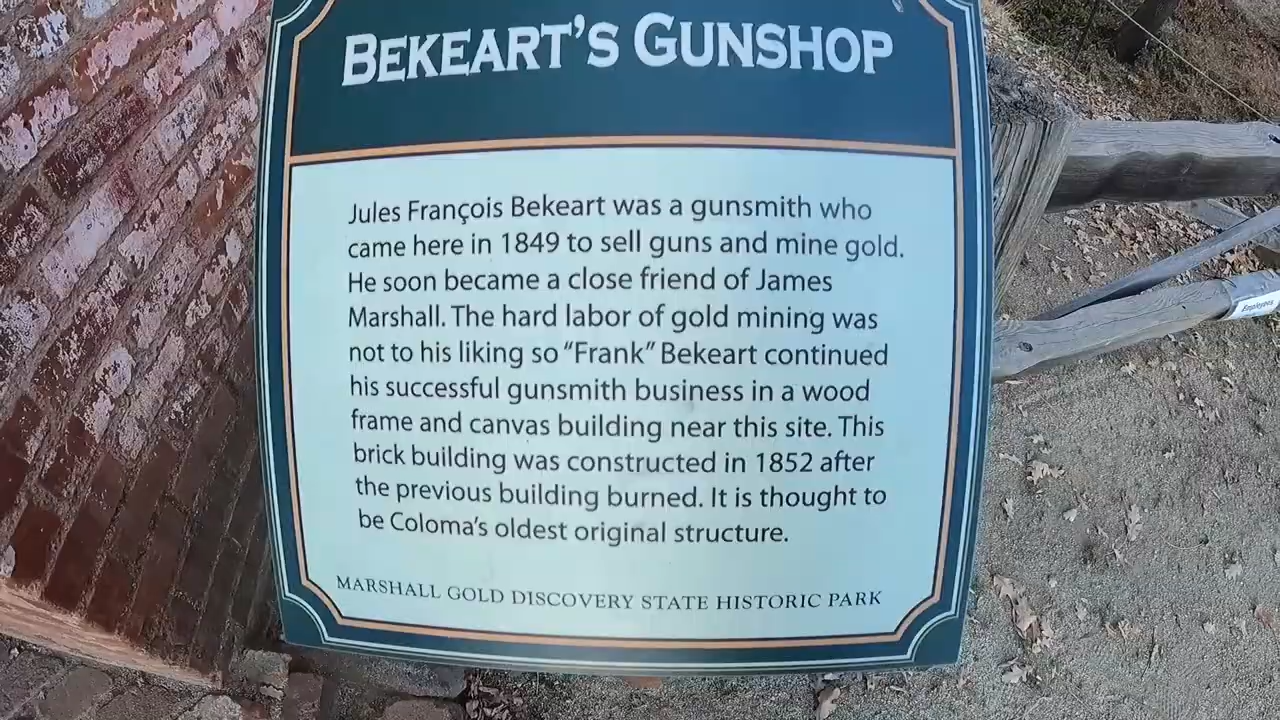 BEKEART'S GUNSHOP
Jules François Bekeart was a gunsmith who
came here in 1849 to sell guns and mine gold.
He soon became a close friend of James
Marshall. The hard labor of gold mining was
not to his liking so “Frank” Bekeart continued
his successful gunsmith business in a wood
frame and canvas building near this site. This
brick building was constructed in 1852 after
the previous building burned. It is thought to
be Coloma's oldest original structure.
MARSHALL GOLD DISCOVERY STATE HISTORIC PARK
Employees